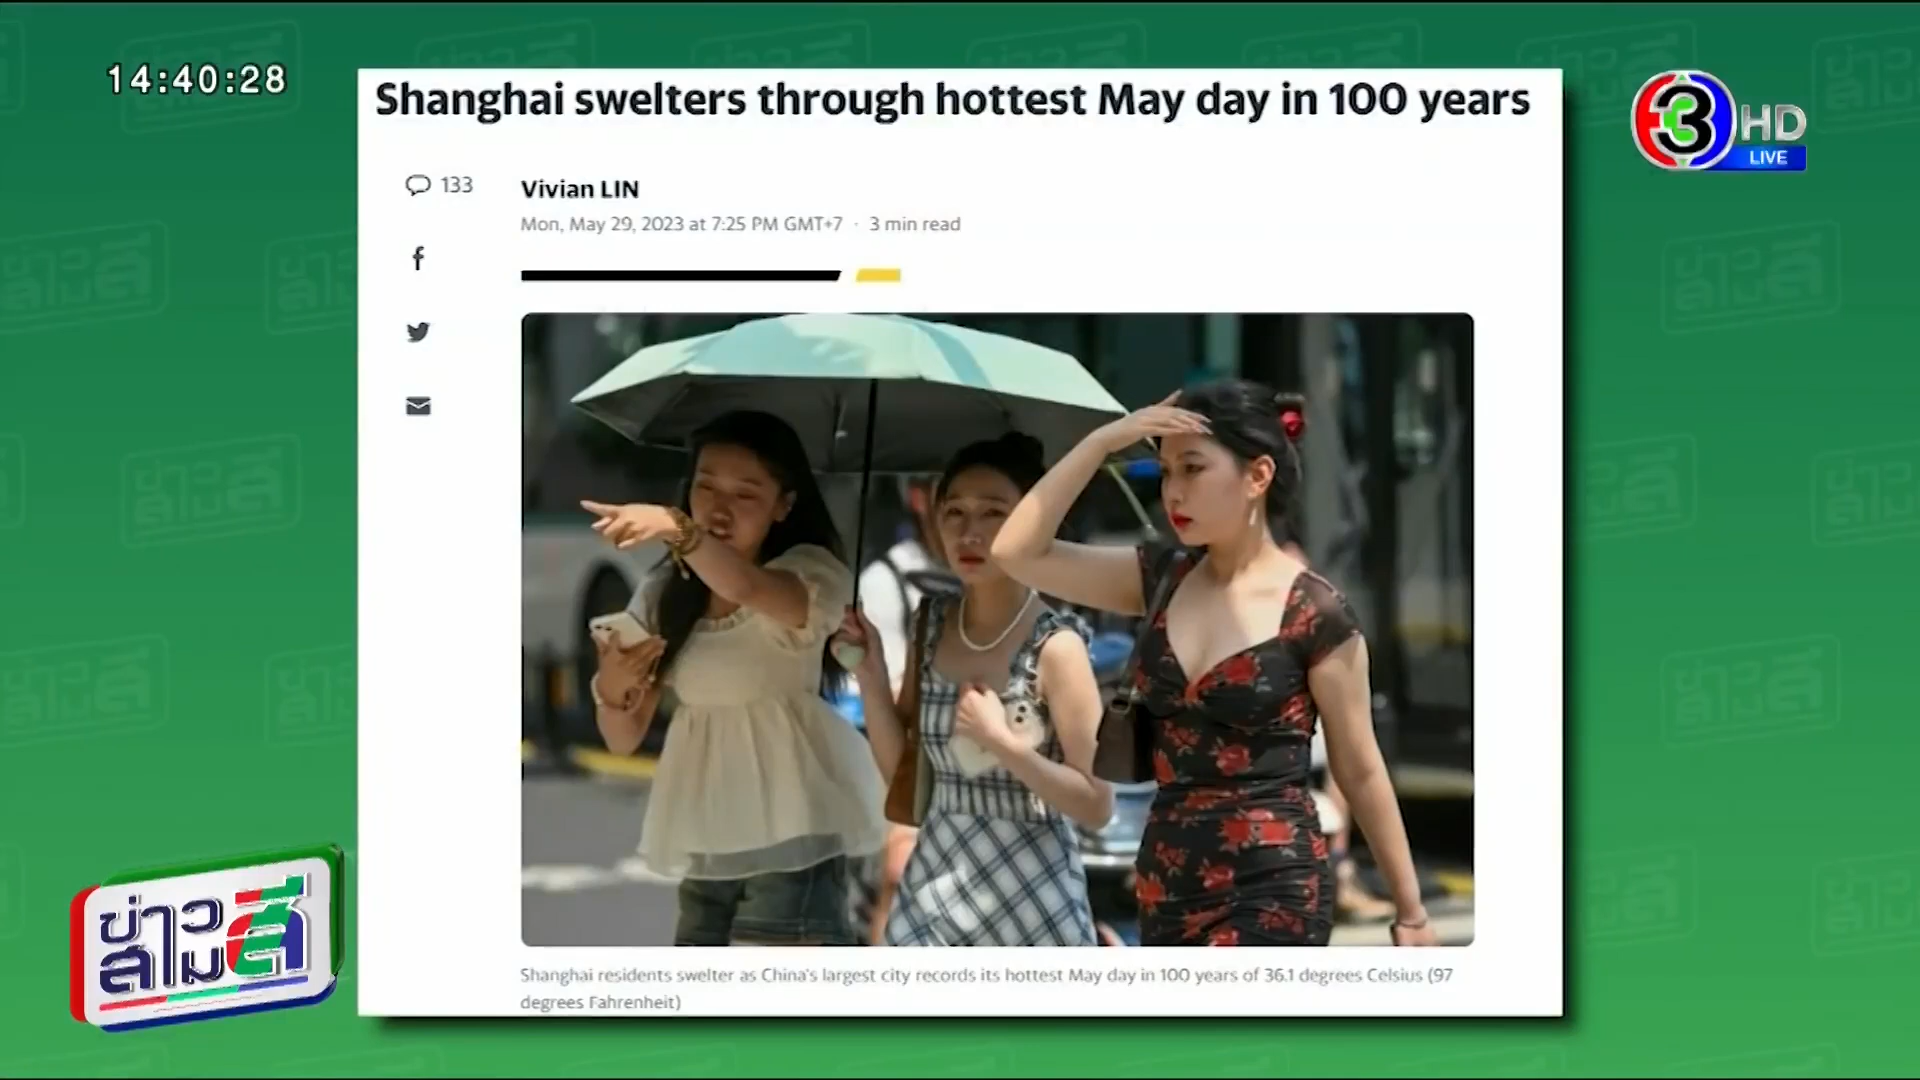 14:40:28
Shanghai swelters through hottest May day in 100 years
3 HD
LIVE
133
Vivian LIN
Mon, May 29, 2023 at 7:25 PM GMT+7 · 3 min read
Shanghai residents swelter as China's largest city records its hottest May day in 100 years of 36.1 degrees Celsius (97
degrees Fahrenheit)
ข่าว
สามสี